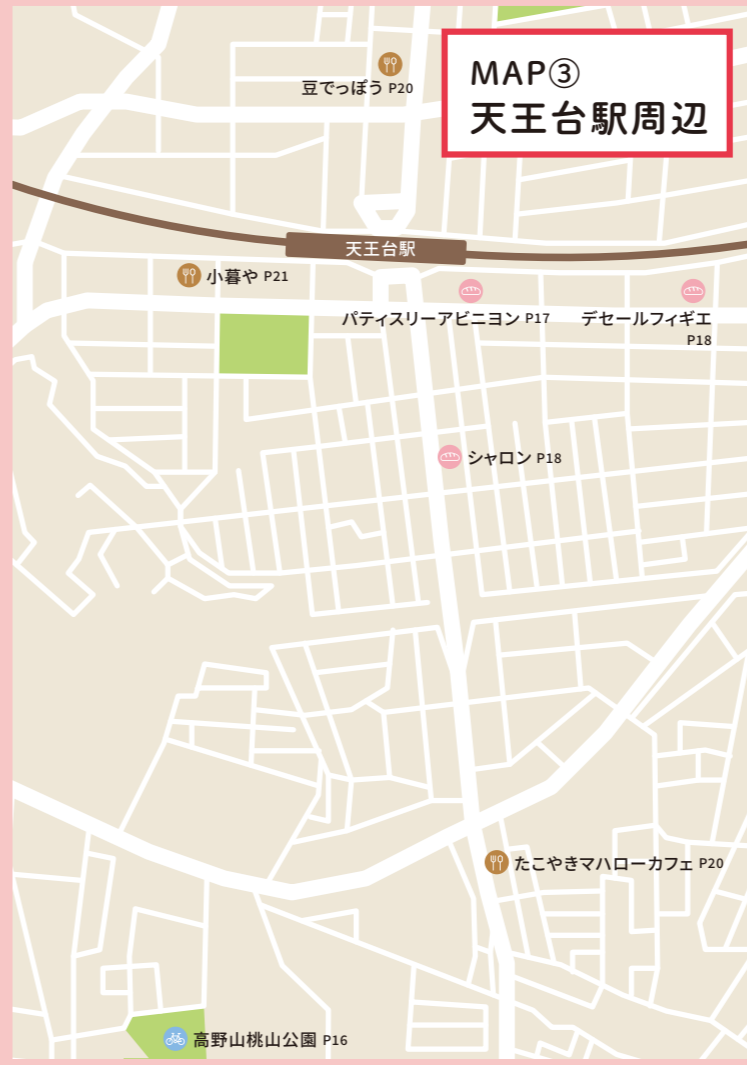 MAP③
天王台駅周辺
豆でっぽう P20
天王台駅
小暮や P21
パティスリーアビニヨン P17
デセールフィギエ
P18
シャロン P18
たこやきマハローカフェ P20
高野山桃山公園 P16